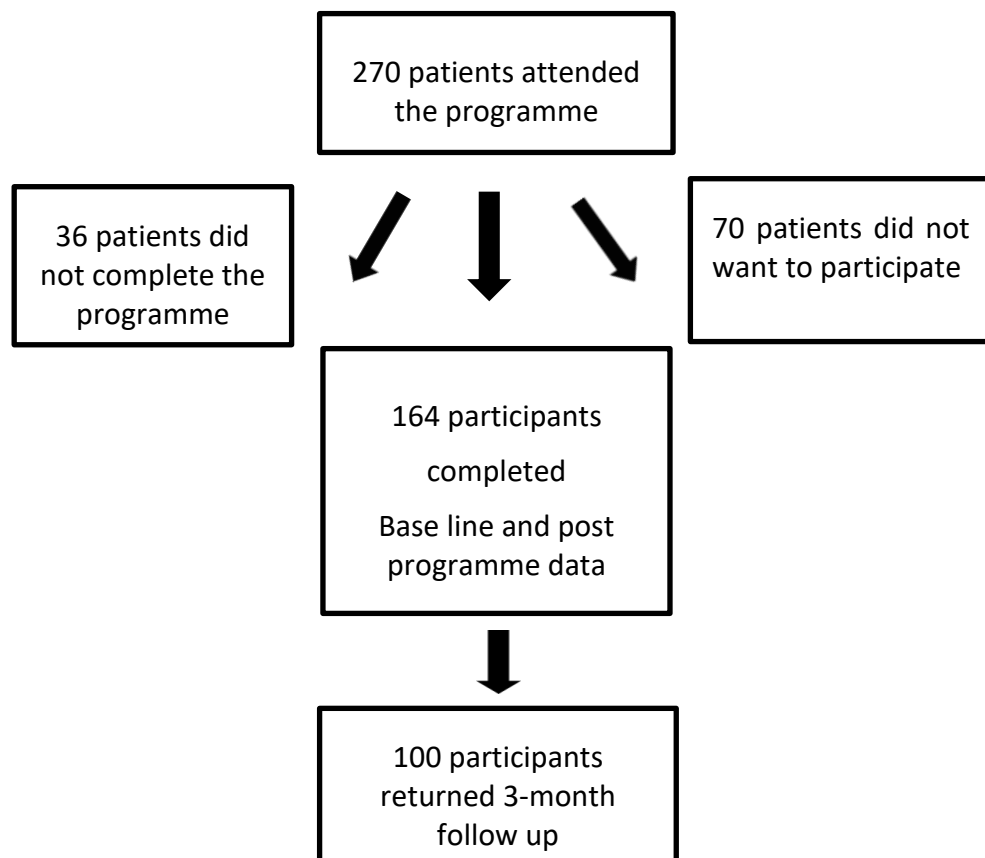 270 patients attended
the programme
36 patients did
not complete the
programme
70 patients did not
want to participate
164 participants
completed
Base line and post
programme data
100 participants
returned 3-month
follow up